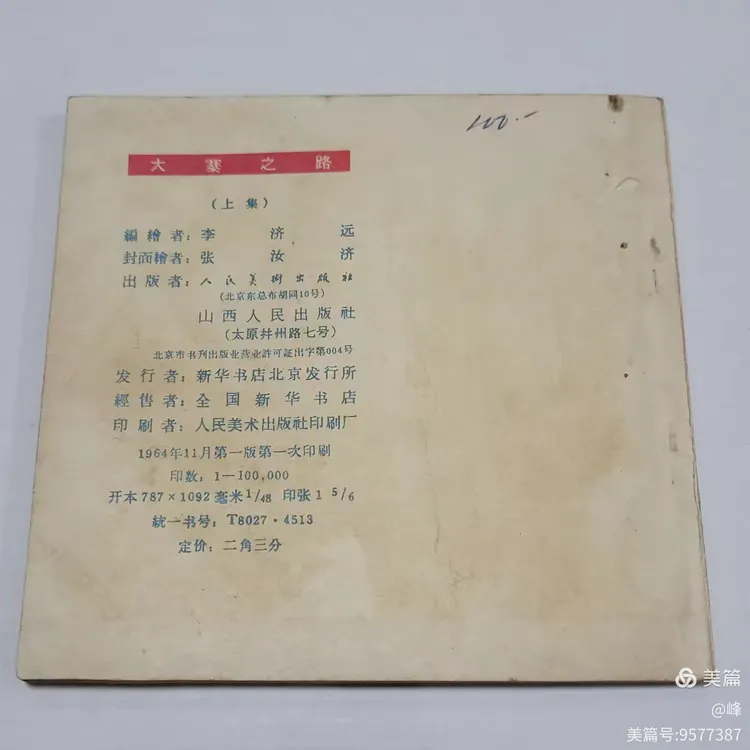 100.-
大寨之路
(上集)
編繪者：李济远
封面繪者：张汝济
出版者：人民美術出版社
(北京东总布胡同10号)
山西人民出版社
(太原并州路七号)
北京市书刊出版业营业許可証出字第004号
发行者：新华书店北京发行所
經售者：全国新华书店
印刷者：人民美术出版社印刷厂
1964年11月第一版第一次印刷
印数：1—100,000
开本787×1092毫米1/48 印张1 5/6
統一书号：T8027·4513
定价：二角三分
美篇
@峰
美篇号:9577387